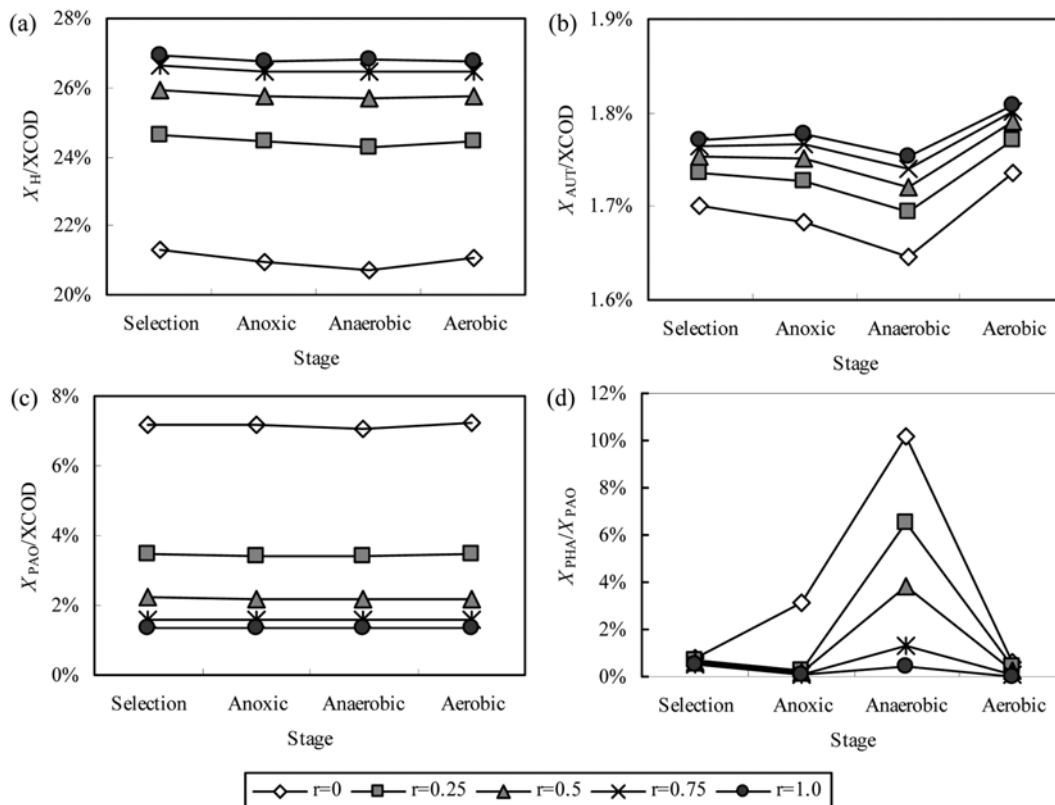 (a)
28%
26%
24%
22%
20%
X_H/XCOD
Selection Anoxic Anaerobic Aerobic
Stage
(b)
1.9%
1.8%
1.7%
1.6%
X_AUT/XCOD
Selection Anoxic Anaerobic Aerobic
Stage
(c)
8%
6%
4%
2%
0%
X_PAO/XCOD
Selection Anoxic Anaerobic Aerobic
Stage
(d)
12%
10%
8%
6%
4%
2%
0%
X_PHA/X_PAO
Selection Anoxic Anaerobic Aerobic
Stage
r=0 r=0.25 r=0.5 r=0.75 r=1.0